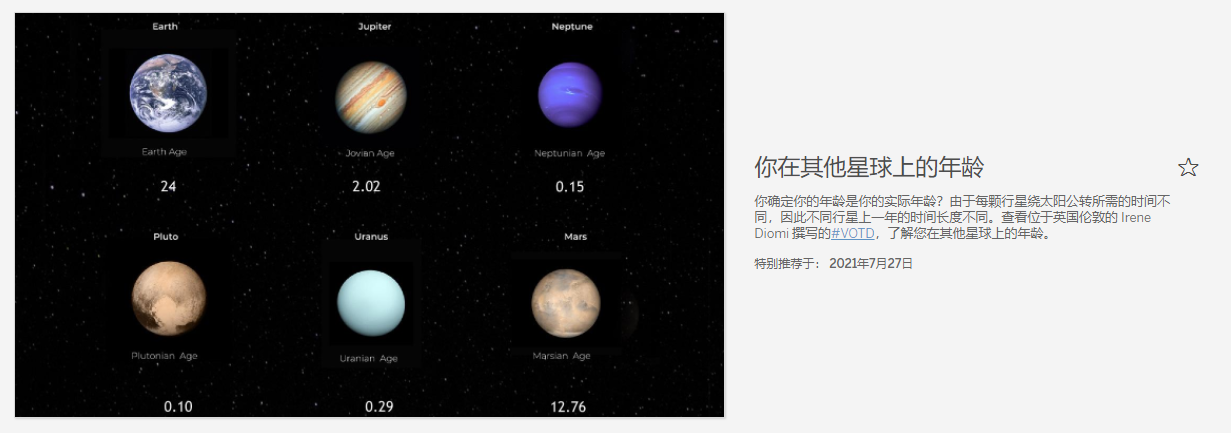 Earth Jupiter Neptune
Earth Age Jovian Age Neptunian Age
24 2.02 0.15
Pluto Uranus Mars
Plutonian Age Uranian Age Marsian Age
0.10 0.29 12.76
你在其他星球上的年龄
你确定你的年龄是你的实际年龄？由于每颗行星绕太阳公转所需的时间不
同，因此不同行星上一年的时间长度不同。查看位于英国伦敦的 Irene
Diomi 撰写的#VOTD，了解您在其他星球上的年龄。
特别推荐于： 2021年7月27日